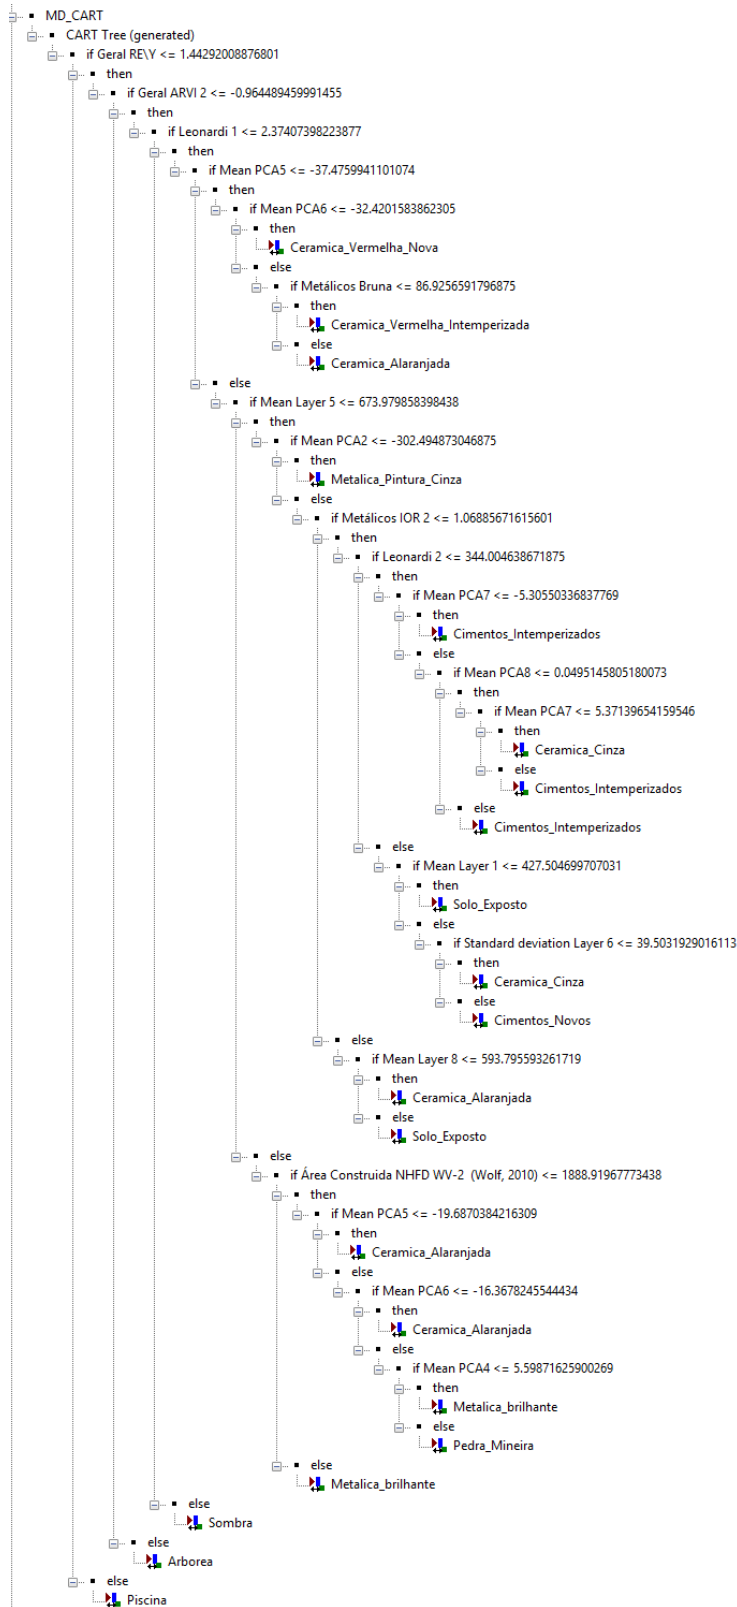 MD_CART
CART Tree (generated)
if Geral RE\Y <= 1.44292008876801
then
if Geral ARVI 2 <= -0.964489459991455
then
if Leonardi 1 <= 2.37407398223877
then
if Mean PCA5 <= -37.4759941101074
then
if Mean PCA6 <= -32.4201583862305
then
Ceramica_Vermelha_Nova
else
if Metálicos Bruna <= 86.9256591796875
then
Ceramica_Vermelha_Intemperizada
else
Ceramica_Alaranjada
else
if Mean Layer 5 <= 673.979858398438
then
if Mean PCA2 <= -302.494873046875
then
Metalica_Pintura_Cinza
else
if Metálicos IOR 2 <= 1.06885671615601
then
if Leonardi 2 <= 344.004638671875
then
if Mean PCA7 <= -5.30550336837769
then
Cimentos_Intemperizados
else
if Mean PCA8 <= 0.0495145805180073
then
if Mean PCA7 <= 5.37139654159546
then
Ceramica_Cinza
else
Cimentos_Intemperizados
else
Cimentos_Intemperizados
else
if Mean Layer 1 <= 427.504699707031
then
Solo_Exposto
else
if Standard deviation Layer 6 <= 39.5031929016113
then
Ceramica_Cinza
else
Cimentos_Novos
else
if Mean Layer 8 <= 593.795593261719
then
Ceramica_Alaranjada
else
Solo_Exposto
else
if Área Construida NHFD WV-2 (Wolf, 2010) <= 1888.91967773438
then
if Mean PCA5 <= -19.6870384216309
then
Ceramica_Alaranjada
else
if Mean PCA6 <= -16.3678245544434
then
Ceramica_Alaranjada
else
if Mean PCA4 <= 5.59871625900269
then
Metalica_brilhante
else
Pedra_Mineira
else
Metalica_brilhante
else
Sombra
else
Arborea
else
Piscina